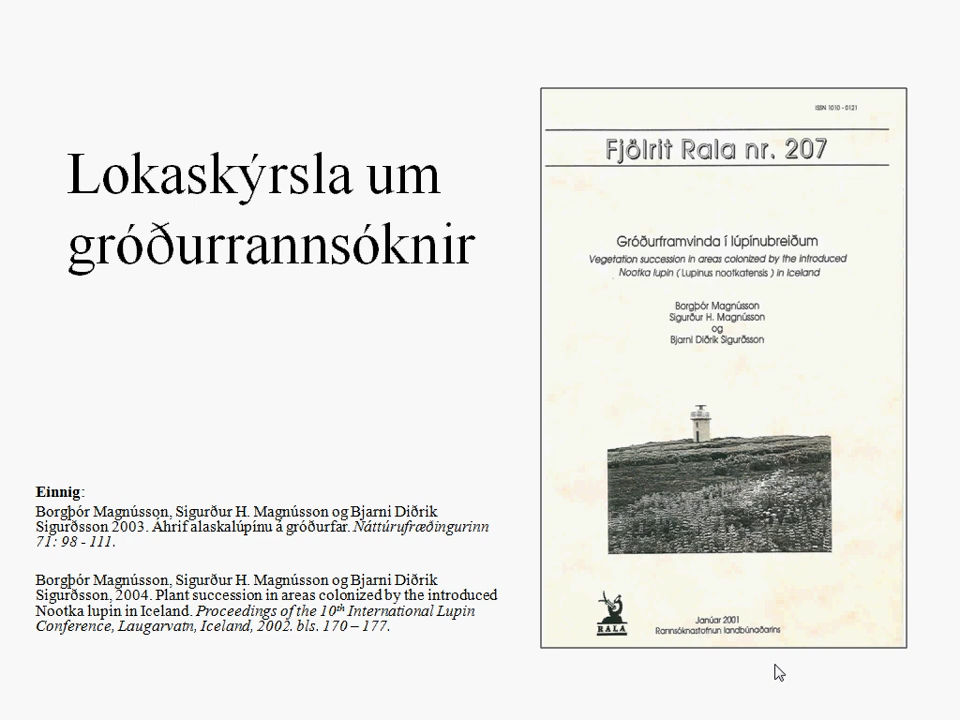 Lokaskýrsla um
gróðurrannsóknir
Einnig:
Borgþór Magnússon, Sigurður H. Magnússon og Bjarni Diðrik
Sigurðsson 2003. Áhrif alaskalúpínu á gróðurfar. Náttúrufræðingurinn
71: 98 - 111.
Borgþór Magnússon, Sigurður H. Magnússon og Bjarni Diðrik
Sigurðsson, 2004. Plant succession in areas colonized by the introduced
Nootka lupin in Iceland. Proceedings of the 10th International Lupin
Conference, Laugarvatn, Iceland, 2002. bls. 170 – 177.
ISSN 1010 - 0121
Fjölrit Rala nr. 207
Gróðurframvinda í lúpínubreiðum
Vegetation succession in areas colonized by the introduced
Nootka lupin ( Lupinus nootkatensis ) in Iceland
Borgþór Magnússon
Sigurður H. Magnússon
og
Bjarni Diðrik Sigurðsson
RALA
Janúar 2001
Rannsóknastofnun landbúnaðarins